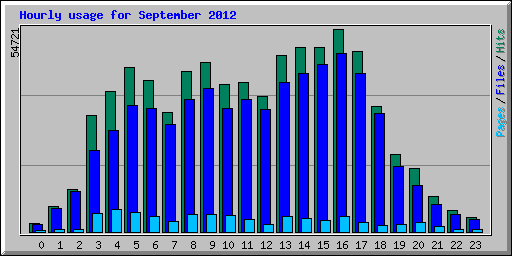 Hourly usage for September 2012
54721
Pages / Files / Hits
0 1 2 3 4 5 6 7 8 9 10 11 12 13 14 15 16 17 18 19 20 21 22 23